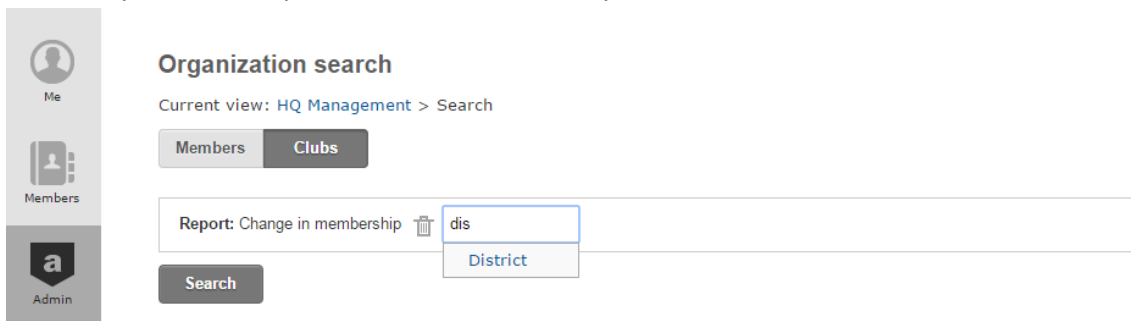 Me
Members
a
Admin
Organization search
Current view: HQ Management > Search
Members Clubs
Report: Change in membership dis
District
Search